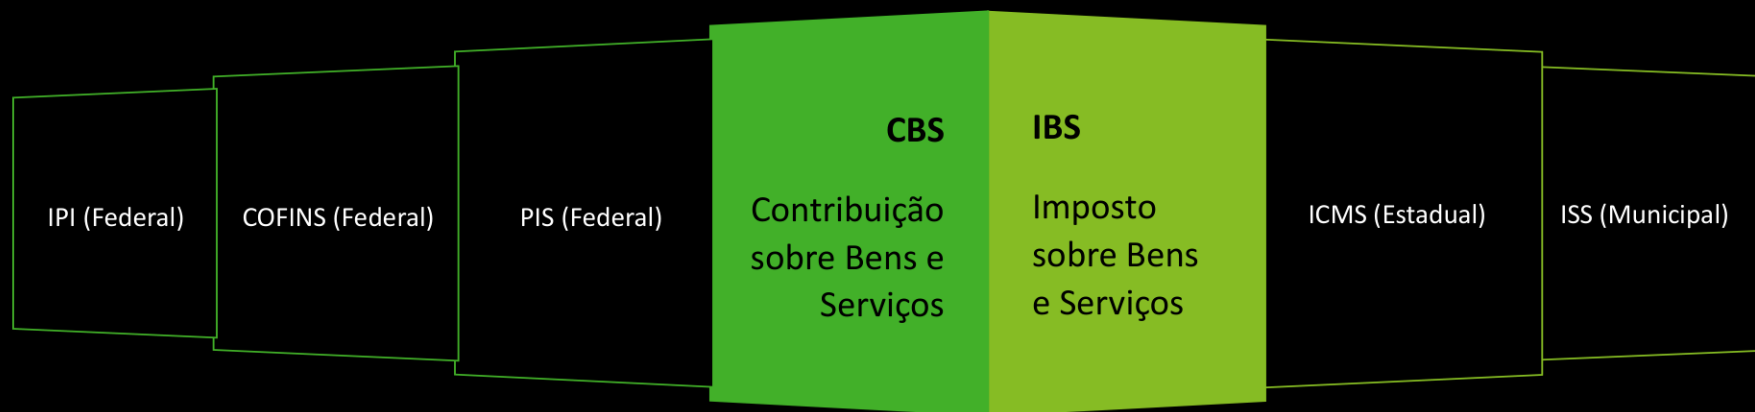 IPI (Federal)
COFINS (Federal)
PIS (Federal)
CBS
Contribuição
sobre Bens e
Serviços
IBS
Imposto
sobre Bens
e Serviços
ICMS (Estadual)
ISS (Municipal)